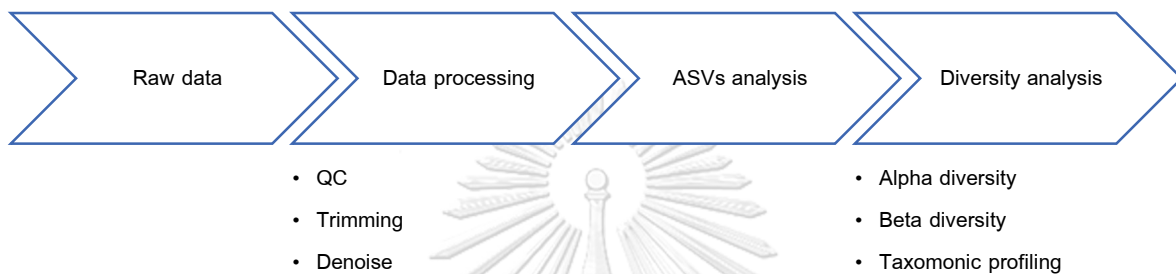 Raw data
Data processing
ASVs analysis
Diversity analysis
• QC
• Trimming
• Denoise
• Alpha diversity
• Beta diversity
• Taxomonic profiling